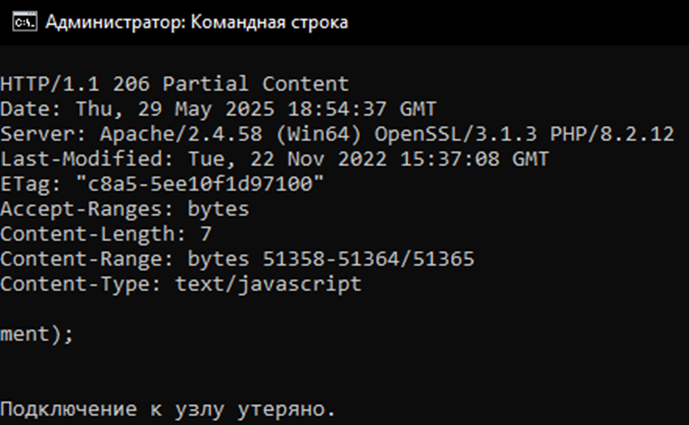 Администратор: Командная строка
HTTP/1.1 206 Partial Content
Date: Thu, 29 May 2025 18:54:37 GMT
Server: Apache/2.4.58 (Win64) OpenSSL/3.1.3 PHP/8.2.12
Last-Modified: Tue, 22 Nov 2022 15:37:08 GMT
ETag: "c8a5-5ee10f1d97100"
Accept-Ranges: bytes
Content-Length: 7
Content-Range: bytes 51358-51364/51365
Content-Type: text/javascript
ment);
Подключение к узлу утеряно.